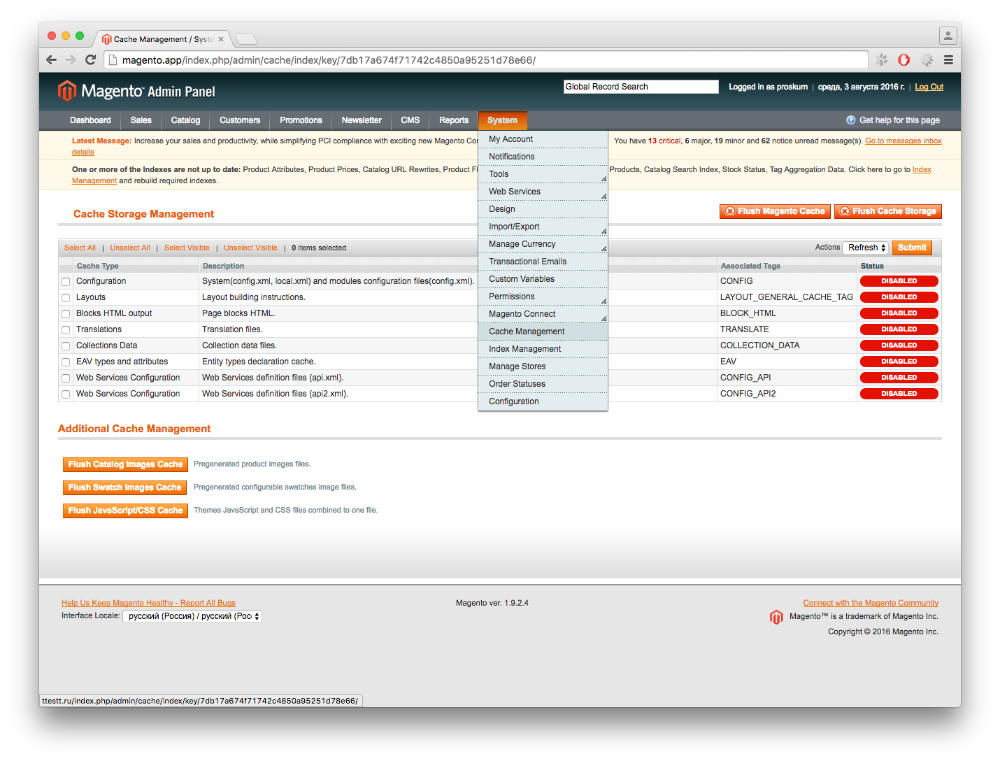 Cache Management / Syst
magento.app/index.php/admin/cache/index/key/7db17a674f71742c4850a95251d78e66/
Magento Admin Panel
Global Record Search
Logged in as proskum | среда, 3 августа 2016 г. | Log Out
Dashboard Sales Catalog Customers Promotions Newsletter CMS Reports System
Get help for this page
Latest Message: Increase your sales and productivity, while simplifying PCI compliance with exciting new Magento Cor
You have 13 critical, 6 major, 19 minor and 62 notice unread message(s). Go to messages inbox
details
One or more of the Indexes are not up to date: Product Attributes, Product Prices, Catalog URL Rewrites, Product F
Products, Catalog Search Index, Stock Status, Tag Aggregation Data. Click here to go to Index
Management and rebuild required indexes.
My Account
Notifications
Tools
Web Services
Design
Import/Export
Manage Currency
Transactional Emails
Custom Variables
Permissions
Magento Connect
Cache Management
Index Management
Manage Stores
Order Statuses
Configuration
Cache Storage Management
Flush Magento Cache Flush Cache Storage
Select All | Unselect All | Select Visible | Unselect Visible | 0 items selected
Actions Refresh Submit
Cache Type Description Associated Tags Status
Configuration System(config.xml, local.xml) and modules configuration files(config.xml). CONFIG DISABLED
Layouts Layout building instructions. LAYOUT_GENERAL_CACHE_TAG DISABLED
Blocks HTML output Page blocks HTML. BLOCK_HTML DISABLED
Translations Translation files. TRANSLATE DISABLED
Collections Data Collection data files. COLLECTION_DATA DISABLED
EAV types and attributes Entity types declaration cache. EAV DISABLED
Web Services Configuration Web Services definition files (api.xml). CONFIG_API DISABLED
Web Services Configuration Web Services definition files (api2.xml). CONFIG_API2 DISABLED
Additional Cache Management
Flush Catalog Images Cache Pregenerated product images files.
Flush Swatch Images Cache Pregenerated configurable swatches image files.
Flush JavaScript/CSS Cache Themes JavaScript and CSS files combined to one file.
Help Us Keep Magento Healthy - Report All Bugs
Interface Locale: русский (Россия) / русский (Рос
Magento ver. 1.9.2.4
Connect with the Magento Community
Magento™ is a trademark of Magento Inc.
Copyright © 2016 Magento Inc.
ttestt.ru/index.php/admin/cache/index/key/7db17a674f71742c4850a95251d78e66/